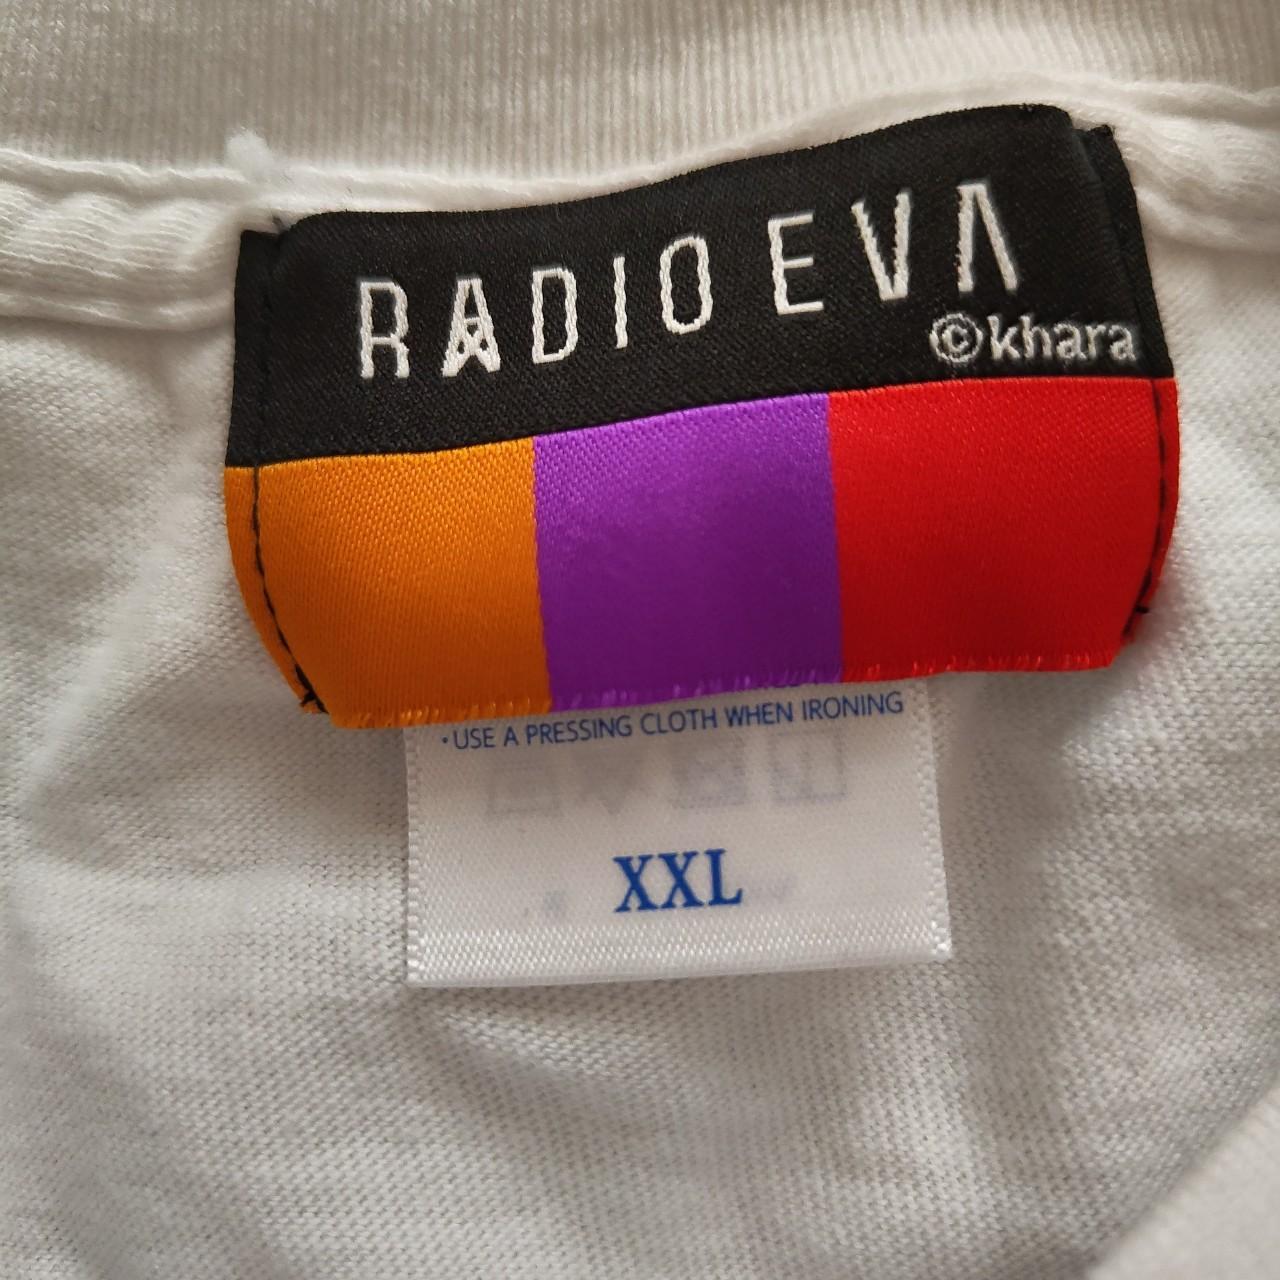 RADIO EVA
©khara
・USE A PRESSING CLOTH WHEN IRONING
XXL